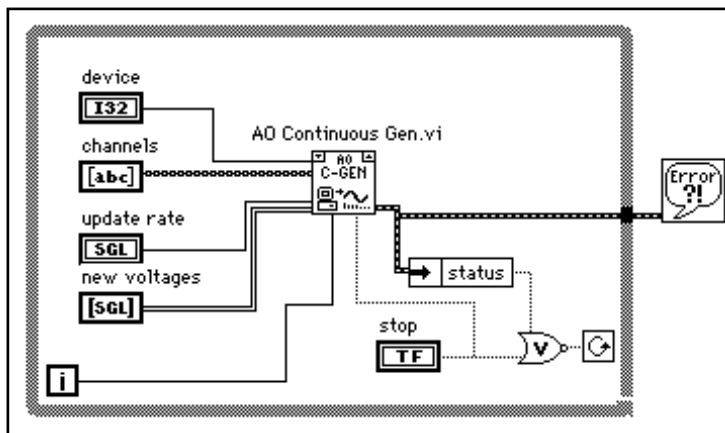 device
I32
AO Continuous Gen.vi
channels
[abc]
AO
C-GEN
Error
?!
update rate
SGL
new voltages
[SGL]
status
stop
TF
V
i